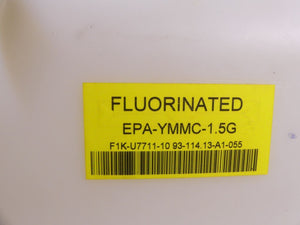 FLUORINATED
EPA-YMMC-1.5G
F1K-U7711-10 93-114.13-A1-055